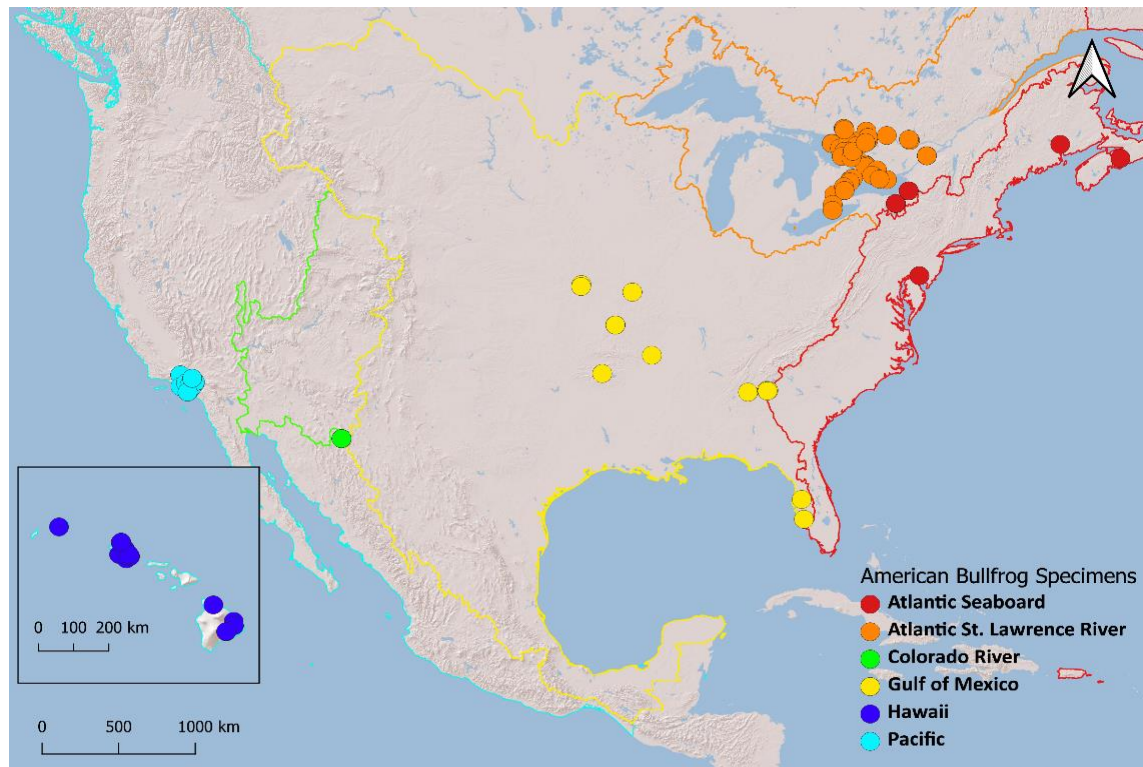 American Bullfrog Specimens
Atlantic Seaboard
Atlantic St. Lawrence River
Colorado River
Gulf of Mexico
Hawaii
Pacific
0 100 200 km
0 500 1000 km